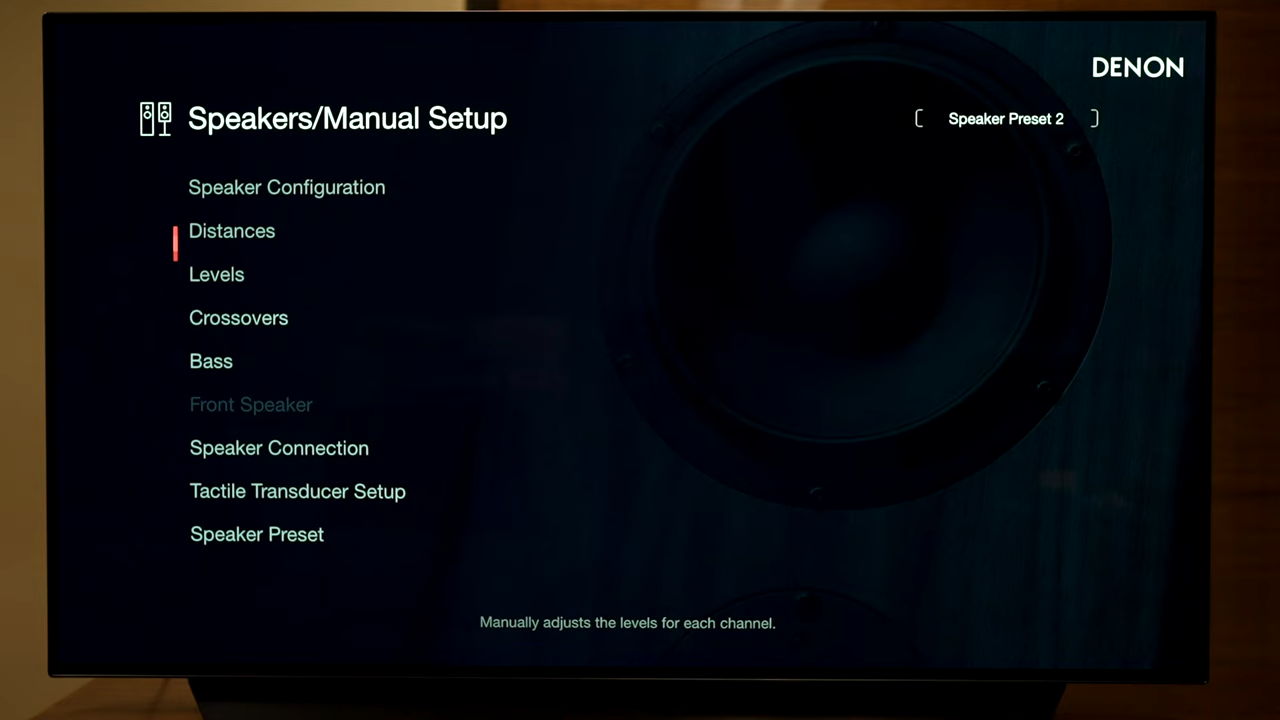 DENON
Speakers/Manual Setup
Speaker Preset 2
Speaker Configuration
Distances
Levels
Crossovers
Bass
Front Speaker
Speaker Connection
Tactile Transducer Setup
Speaker Preset
Manually adjusts the levels for each channel.